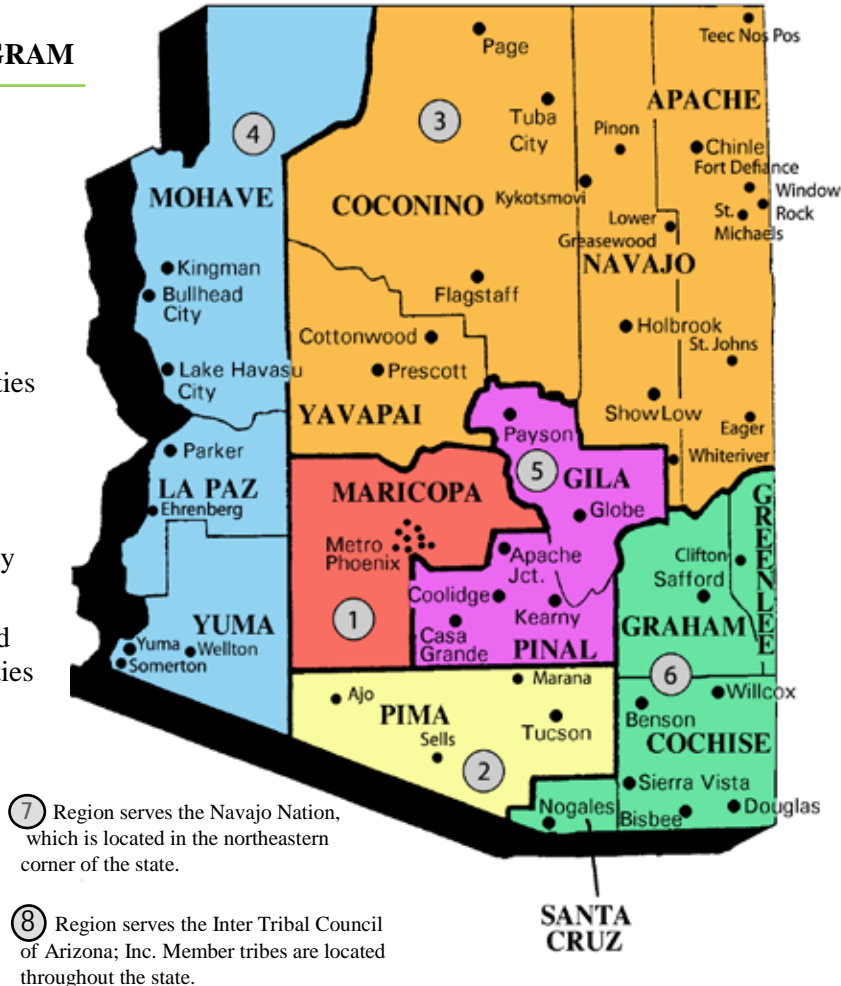 GRAM
ties
y
d
ties
Page
Teec Nos Pos
4
3
Tuba
City
APACHE
Pinon
Chinle
Fort Defiance
MOHAVE
COCONINO
Kykotsmovi
Window
Rock
St.
Michaels
Lower
Greasewood
NAVAJO
Kingman
Bullhead
City
Flagstaff
Cottonwood
Holbrook
St. Johns
Lake Havasu
City
Prescott
YAVAPAI
ShowLow
Payson
Eager
Parker
5
GILA
Whiteriver
LA PAZ
Ehrenberg
MARICOPA
Globe
GREENLEE
Metro
Phoenix
Apache
Jct.
Clifton
Safford
Coolidge
Kearny
YUMA
1
Casa
Grande
PINAL
GRAHAM
Yuma
Wellton
Somerton
Marana
6
Ajo
PIMA
Willcox
Benson
Tucson
Sells
COCHISE
2
Sierra Vista
Nogales
Bisbee
Douglas
SANTA
CRUZ
7 Region serves the Navajo Nation,
which is located in the northeastern
corner of the state.
8 Region serves the Inter Tribal Council
of Arizona; Inc. Member tribes are located
throughout the state.